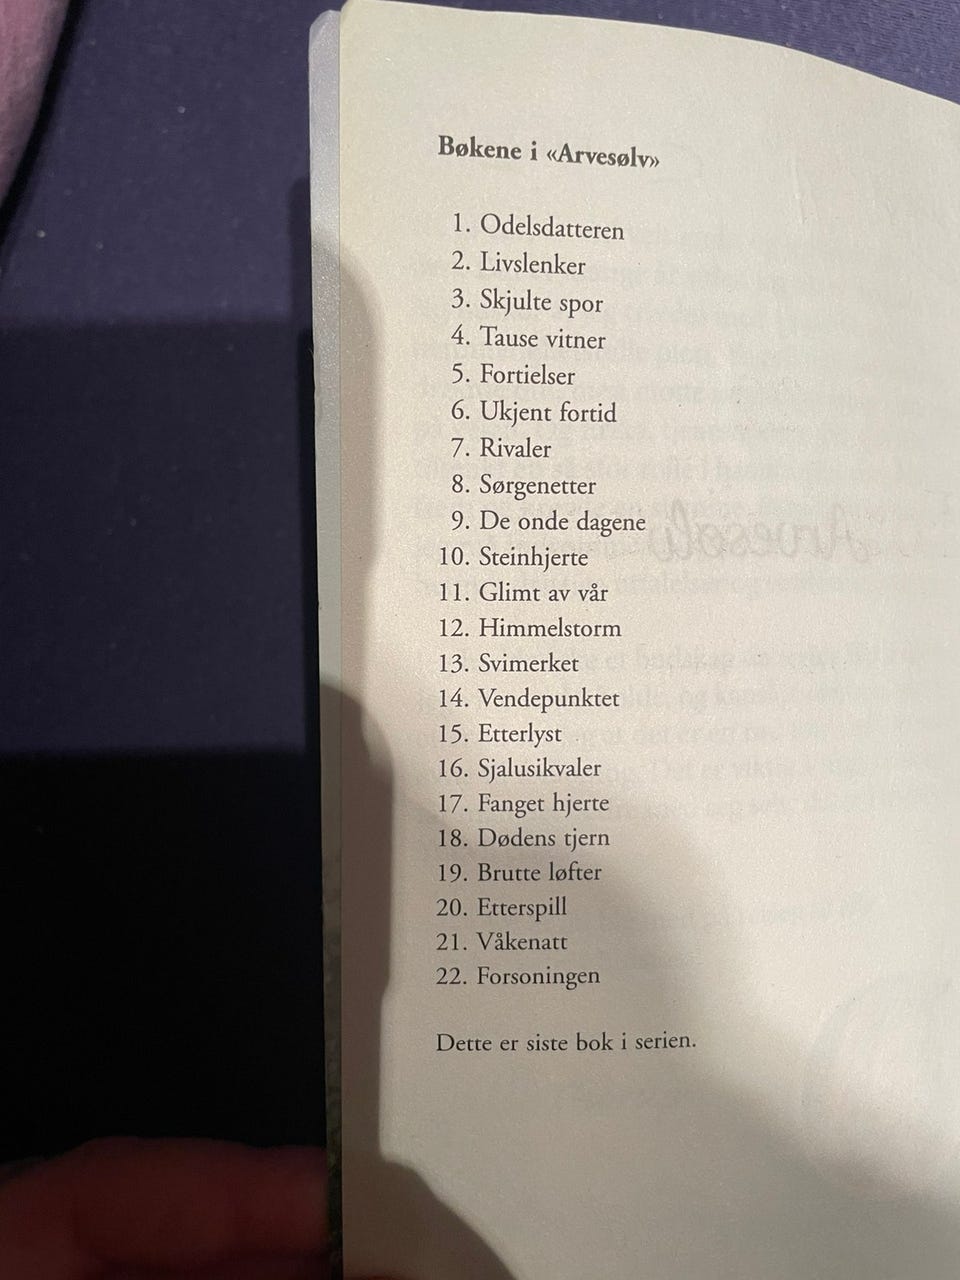 Bøkene i «Arvesølv»
1. Odelsdatteren
2. Livslenker
3. Skjulte spor
4. Tause vitner
5. Fortielser
6. Ukjent fortid
7. Rivaler
8. Sørgenetter
9. De onde dagene
10. Steinhjerte
11. Glimt av vår
12. Himmelstorm
13. Svimerket
14. Vendepunktet
15. Etterlyst
16. Sjalusikvaler
17. Fanget hjerte
18. Dødens tjern
19. Brutte løfter
20. Etterspill
21. Våkenatt
22. Forsoningen
Dette er siste bok i serien.
Arvesølv